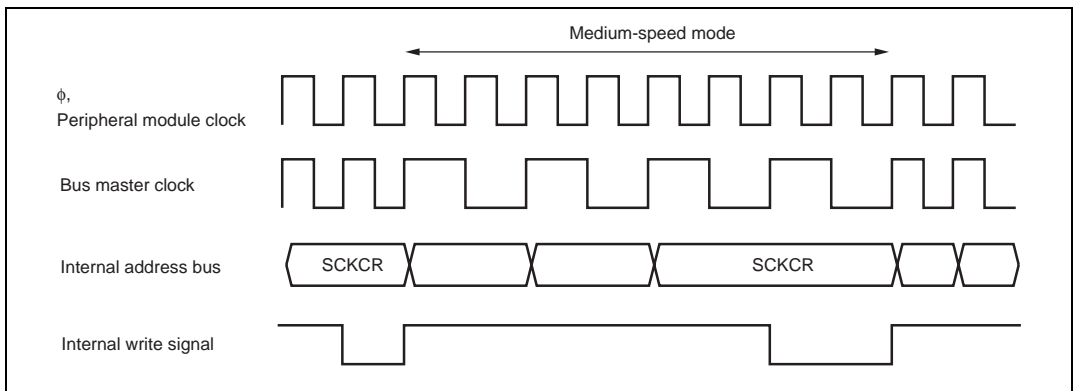 Medium-speed mode
ϕ,
Peripheral module clock
Bus master clock
Internal address bus
SCKCR
SCKCR
Internal write signal